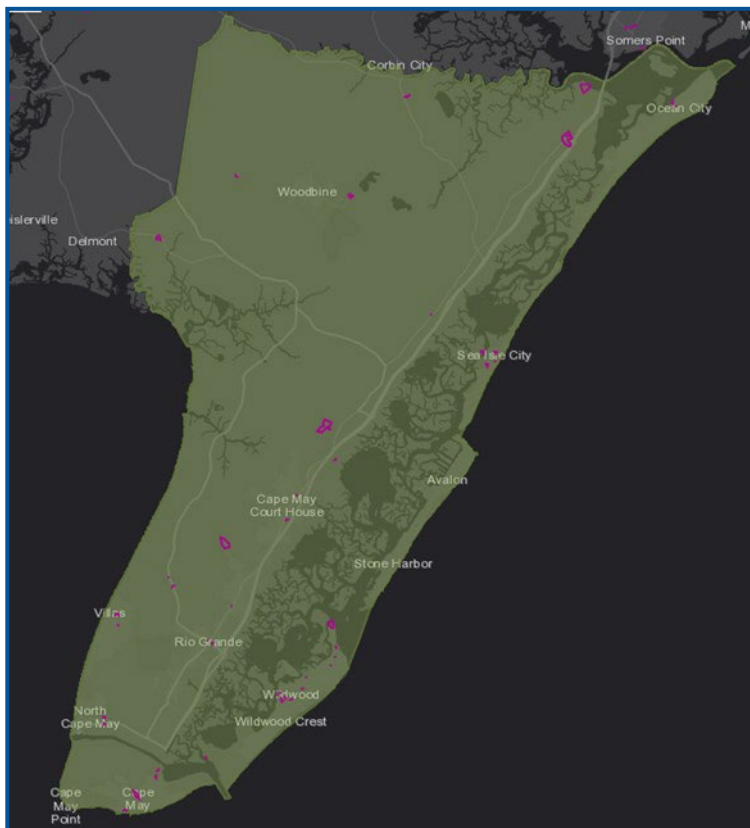 Somers Point
M
Corbin City
Ocean City
Woodbine
islerville
Delmont
Sea Isle City
Avalon
Cape May
Court House
Stone Harbor
Villas
Rio Grande
Wildwood
North
Cape May
Wildwood Crest
Cape
May
Point
Cape
May